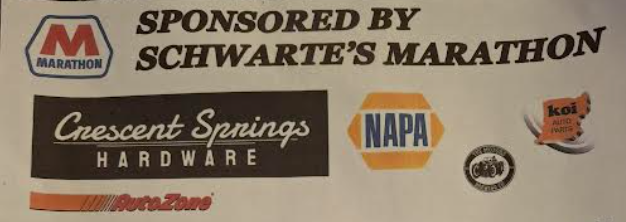 SPONSORED BY
SCHWARTE'S MARATHON
M
MARATHON
Crescent Springs
HARDWARE
NAPA
koi
AUTO
PARTS
AutoZone